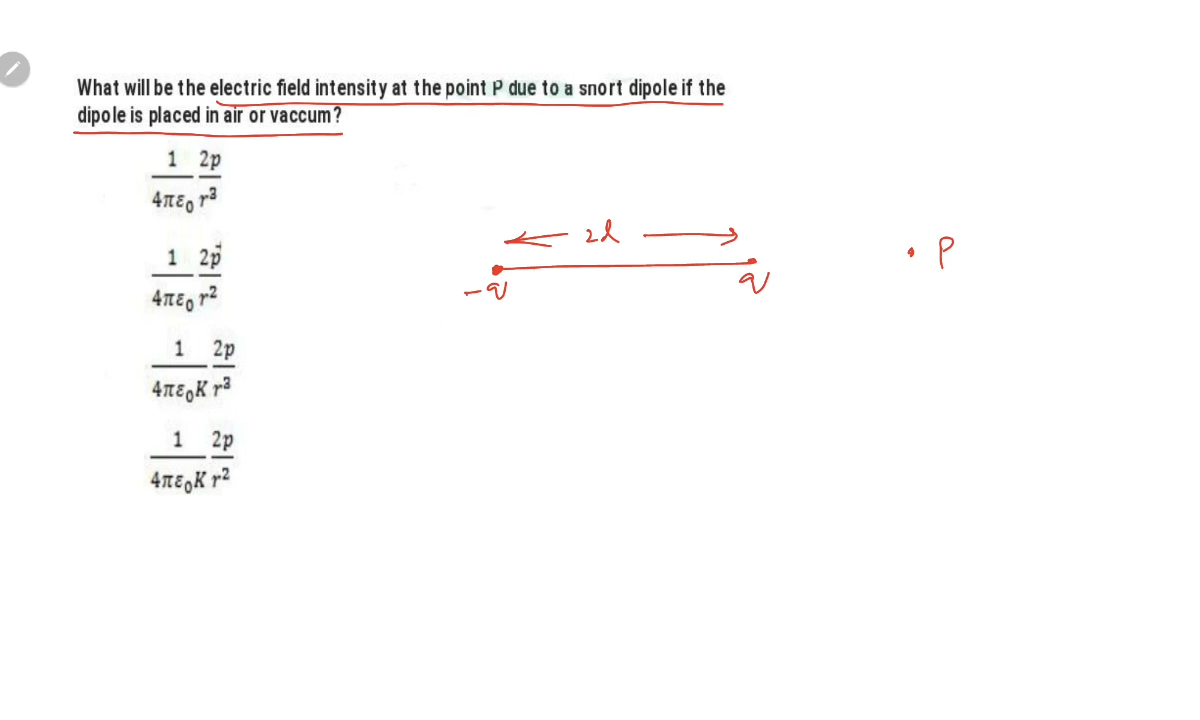 What will be the electric field intensity at the point P due to a snort dipole if the
dipole is placed in air or vaccum?
1 2p
4πε₀ r³
1 2p⃗
4πε₀ r²
1 2p
4πε₀K r³
1 2p
4πε₀K r²
2l
-q
q
P